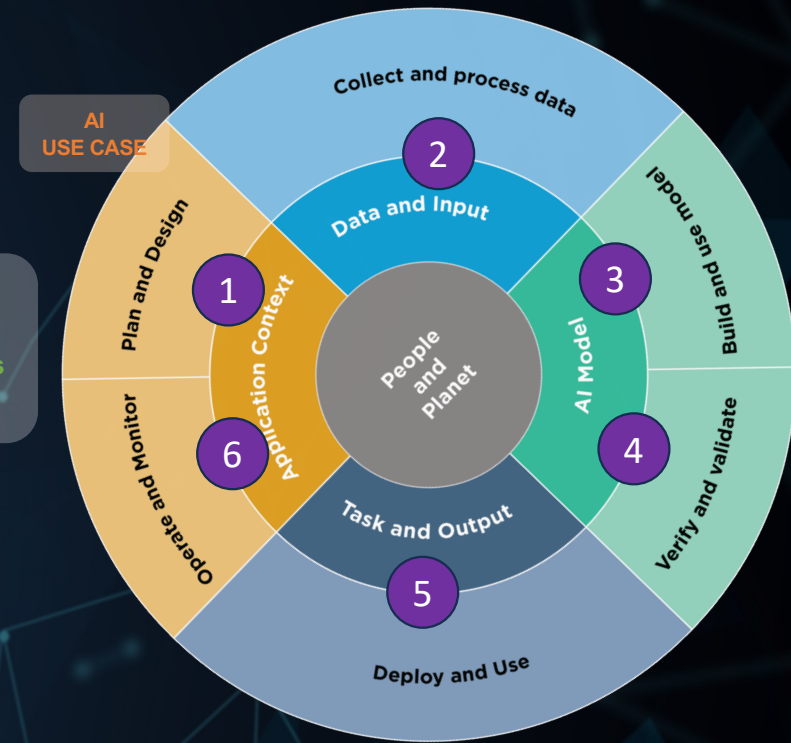 AI
USE CASE
Collect and process data
2
Data and Input
Plan and Design
1
Application Context
People
and
Planet
3
AI Model
Build and use model
4
Verify and validate
6
Operate and Monitor
Task and Output
5
Deploy and Use